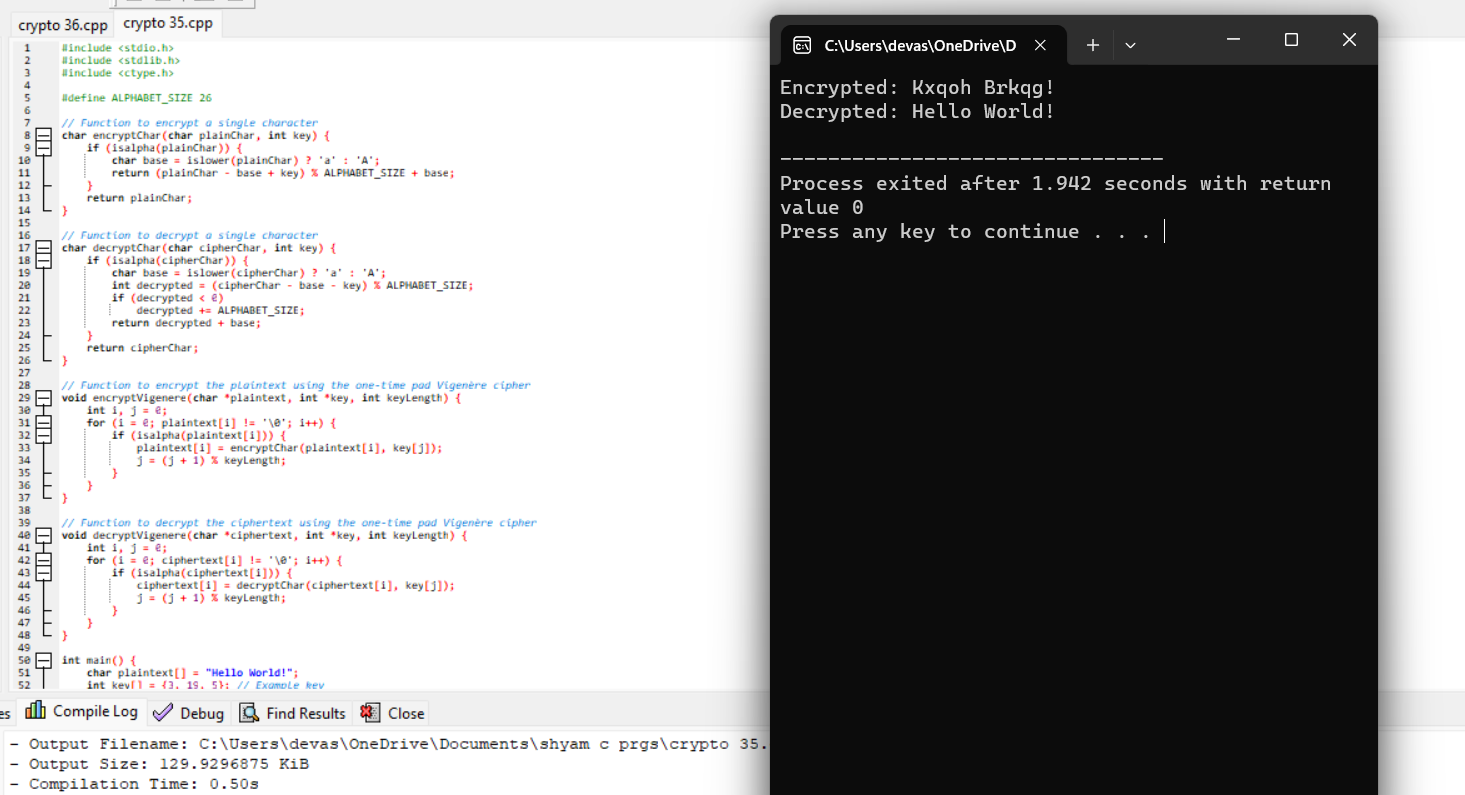 crypto 36.cpp crypto 35.cpp
1 #include <stdio.h>
2 #include <stdlib.h>
3 #include <ctype.h>
4
5 #define ALPHABET_SIZE 26
6
7 // Function to encrypt a single character
8 char encryptChar(char plainChar, int key) {
9 if (isalpha(plainChar)) {
10 char base = islower(plainChar) ? 'a' : 'A';
11 return (plainChar - base + key) % ALPHABET_SIZE + base;
12 }
13 return plainChar;
14 }
15
16 // Function to decrypt a single character
17 char decryptChar(char cipherChar, int key) {
18 if (isalpha(cipherChar)) {
19 char base = islower(cipherChar) ? 'a' : 'A';
20 int decrypted = (cipherChar - base - key) % ALPHABET_SIZE;
21 if (decrypted < 0)
22 decrypted += ALPHABET_SIZE;
23 return decrypted + base;
24 }
25 return cipherChar;
26 }
27
28 // Function to encrypt the plaintext using the one-time pad Vigenère cipher
29 void encryptVigenere(char *plaintext, int *key, int keyLength) {
30 int i, j = 0;
31 for (i = 0; plaintext[i] != '\0'; i++) {
32 if (isalpha(plaintext[i])) {
33 plaintext[i] = encryptChar(plaintext[i], key[j]);
34 j = (j + 1) % keyLength;
35 }
36 }
37 }
38
39 // Function to decrypt the ciphertext using the one-time pad Vigenère cipher
40 void decryptVigenere(char *ciphertext, int *key, int keyLength) {
41 int i, j = 0;
42 for (i = 0; ciphertext[i] != '\0'; i++) {
43 if (isalpha(ciphertext[i])) {
44 ciphertext[i] = decryptChar(ciphertext[i], key[j]);
45 j = (j + 1) % keyLength;
46 }
47 }
48 }
49
50 int main() {
51 char plaintext[] = "Hello World!";
52 int key[] = {3, 19, 5}; // Example key
es Compile Log Debug Find Results Close
- Output Filename: C:\Users\devas\OneDrive\Documents\shyam c prgs\crypto 35.
- Output Size: 129.9296875 KiB
- Compilation Time: 0.50s
C:\Users\devas\OneDrive\D
Encrypted: Kxqoh Brkqg!
Decrypted: Hello World!
--------------------------------
Process exited after 1.942 seconds with return
value 0
Press any key to continue . . .